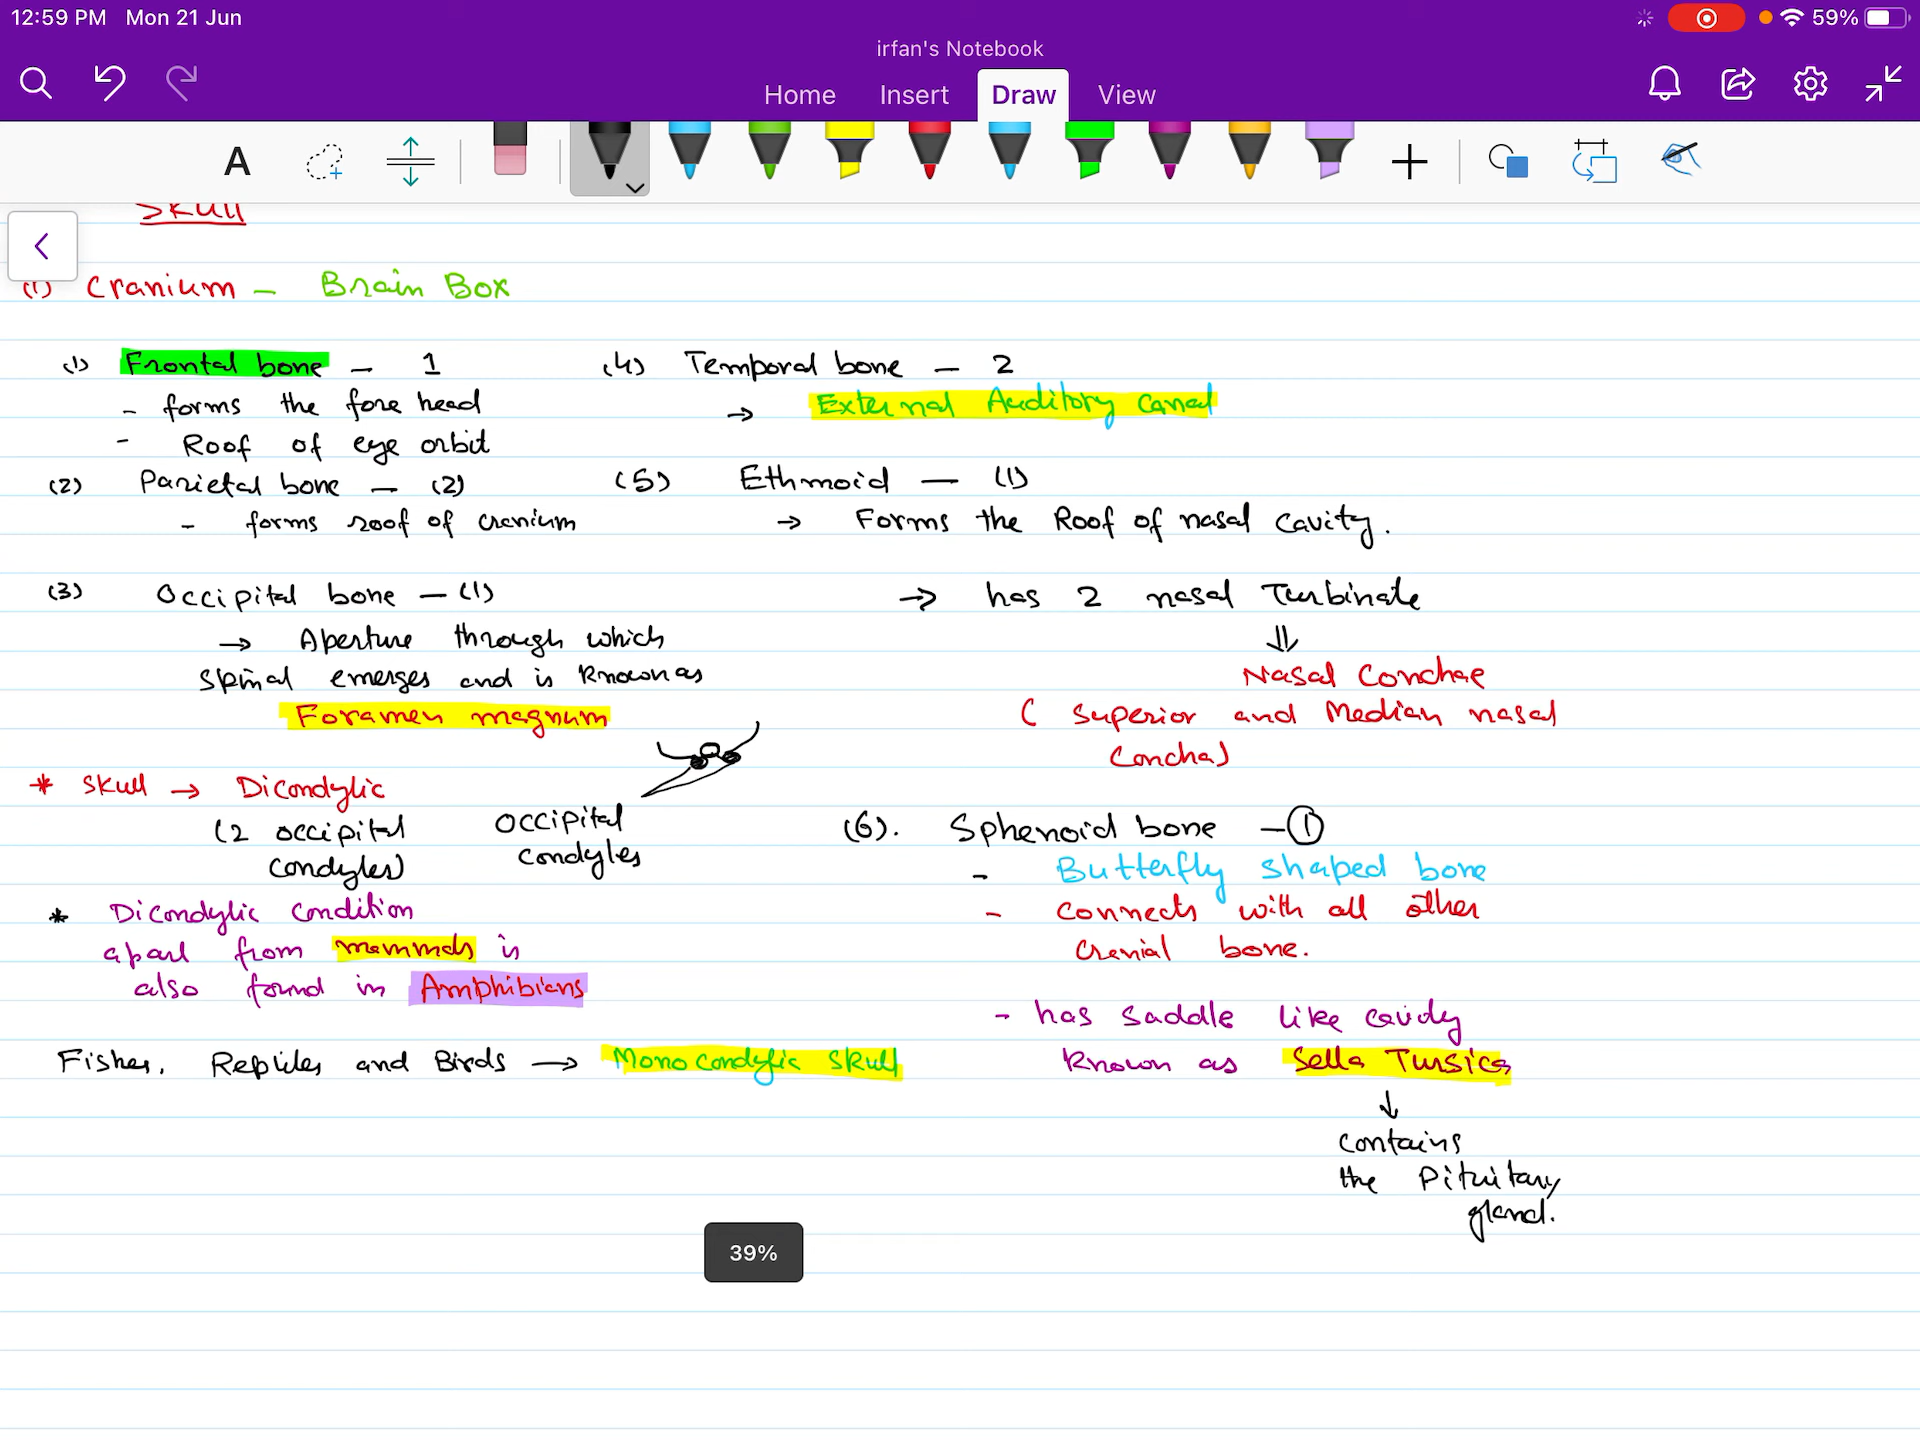 12:59 PM Mon 21 Jun
59%
irfan's Notebook
Home Insert Draw View
A
Skull
(1) Cranium - Brain Box
(1) Frontal bone - 1
- forms the fore head
- Roof of eye orbit
(2) Parietal bone - (2)
- forms roof of cranium
(3) Occipital bone - (1)
→ Aperture through which
spinal emerges and is known as
Foramen magnum
* Skull → Dicondylic
(2 occipital
condyles)
Occipital
condyles
* Dicondylic condition
apart from mammals is
also found in Amphibians
Fishes, Reptiles and Birds → Monocondylic Skull
(4) Temporal bone - 2
→ External Auditory canal
(5) Ethmoid - (1)
→ Forms the Roof of nasal cavity.
→ has 2 nasal Turbinate
⇓
Nasal Conchae
( Superior and Median nasal
Concha)
(6). Sphenoid bone - 1
- Butterfly shaped bone
- connects with all other
cranial bone.
- has saddle like cavity
known as Sella Tursica
↓
contains
the Pituitary
gland.
39%